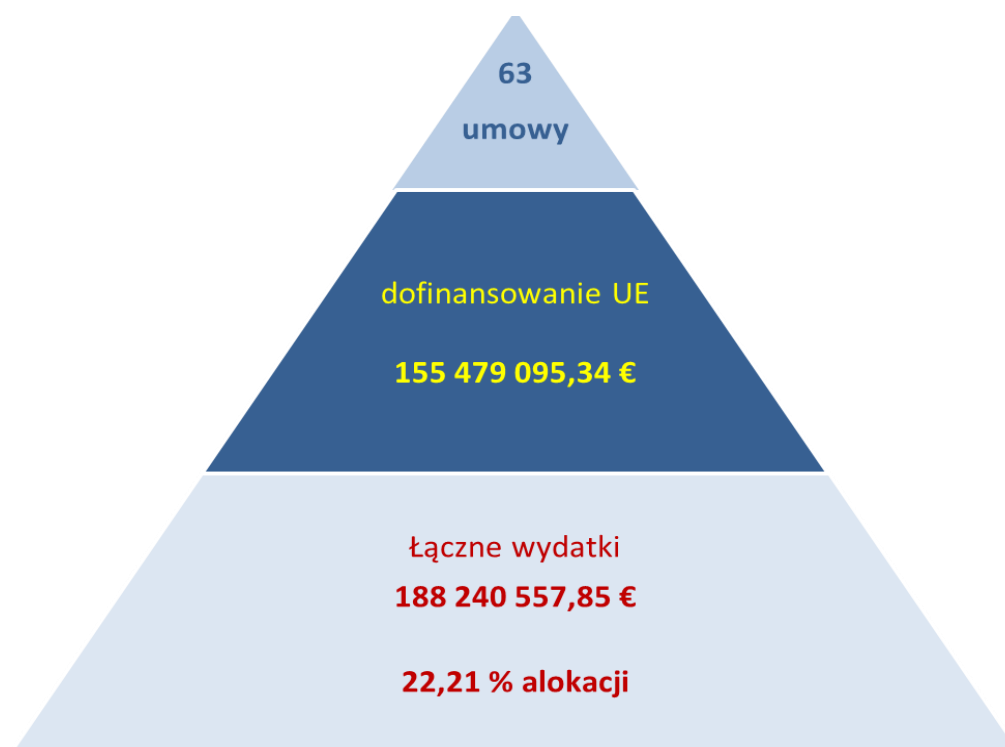 63
umowy
dofinansowanie UE
155 479 095,34 €
Łączne wydatki
188 240 557,85 €
22,21 % alokacji